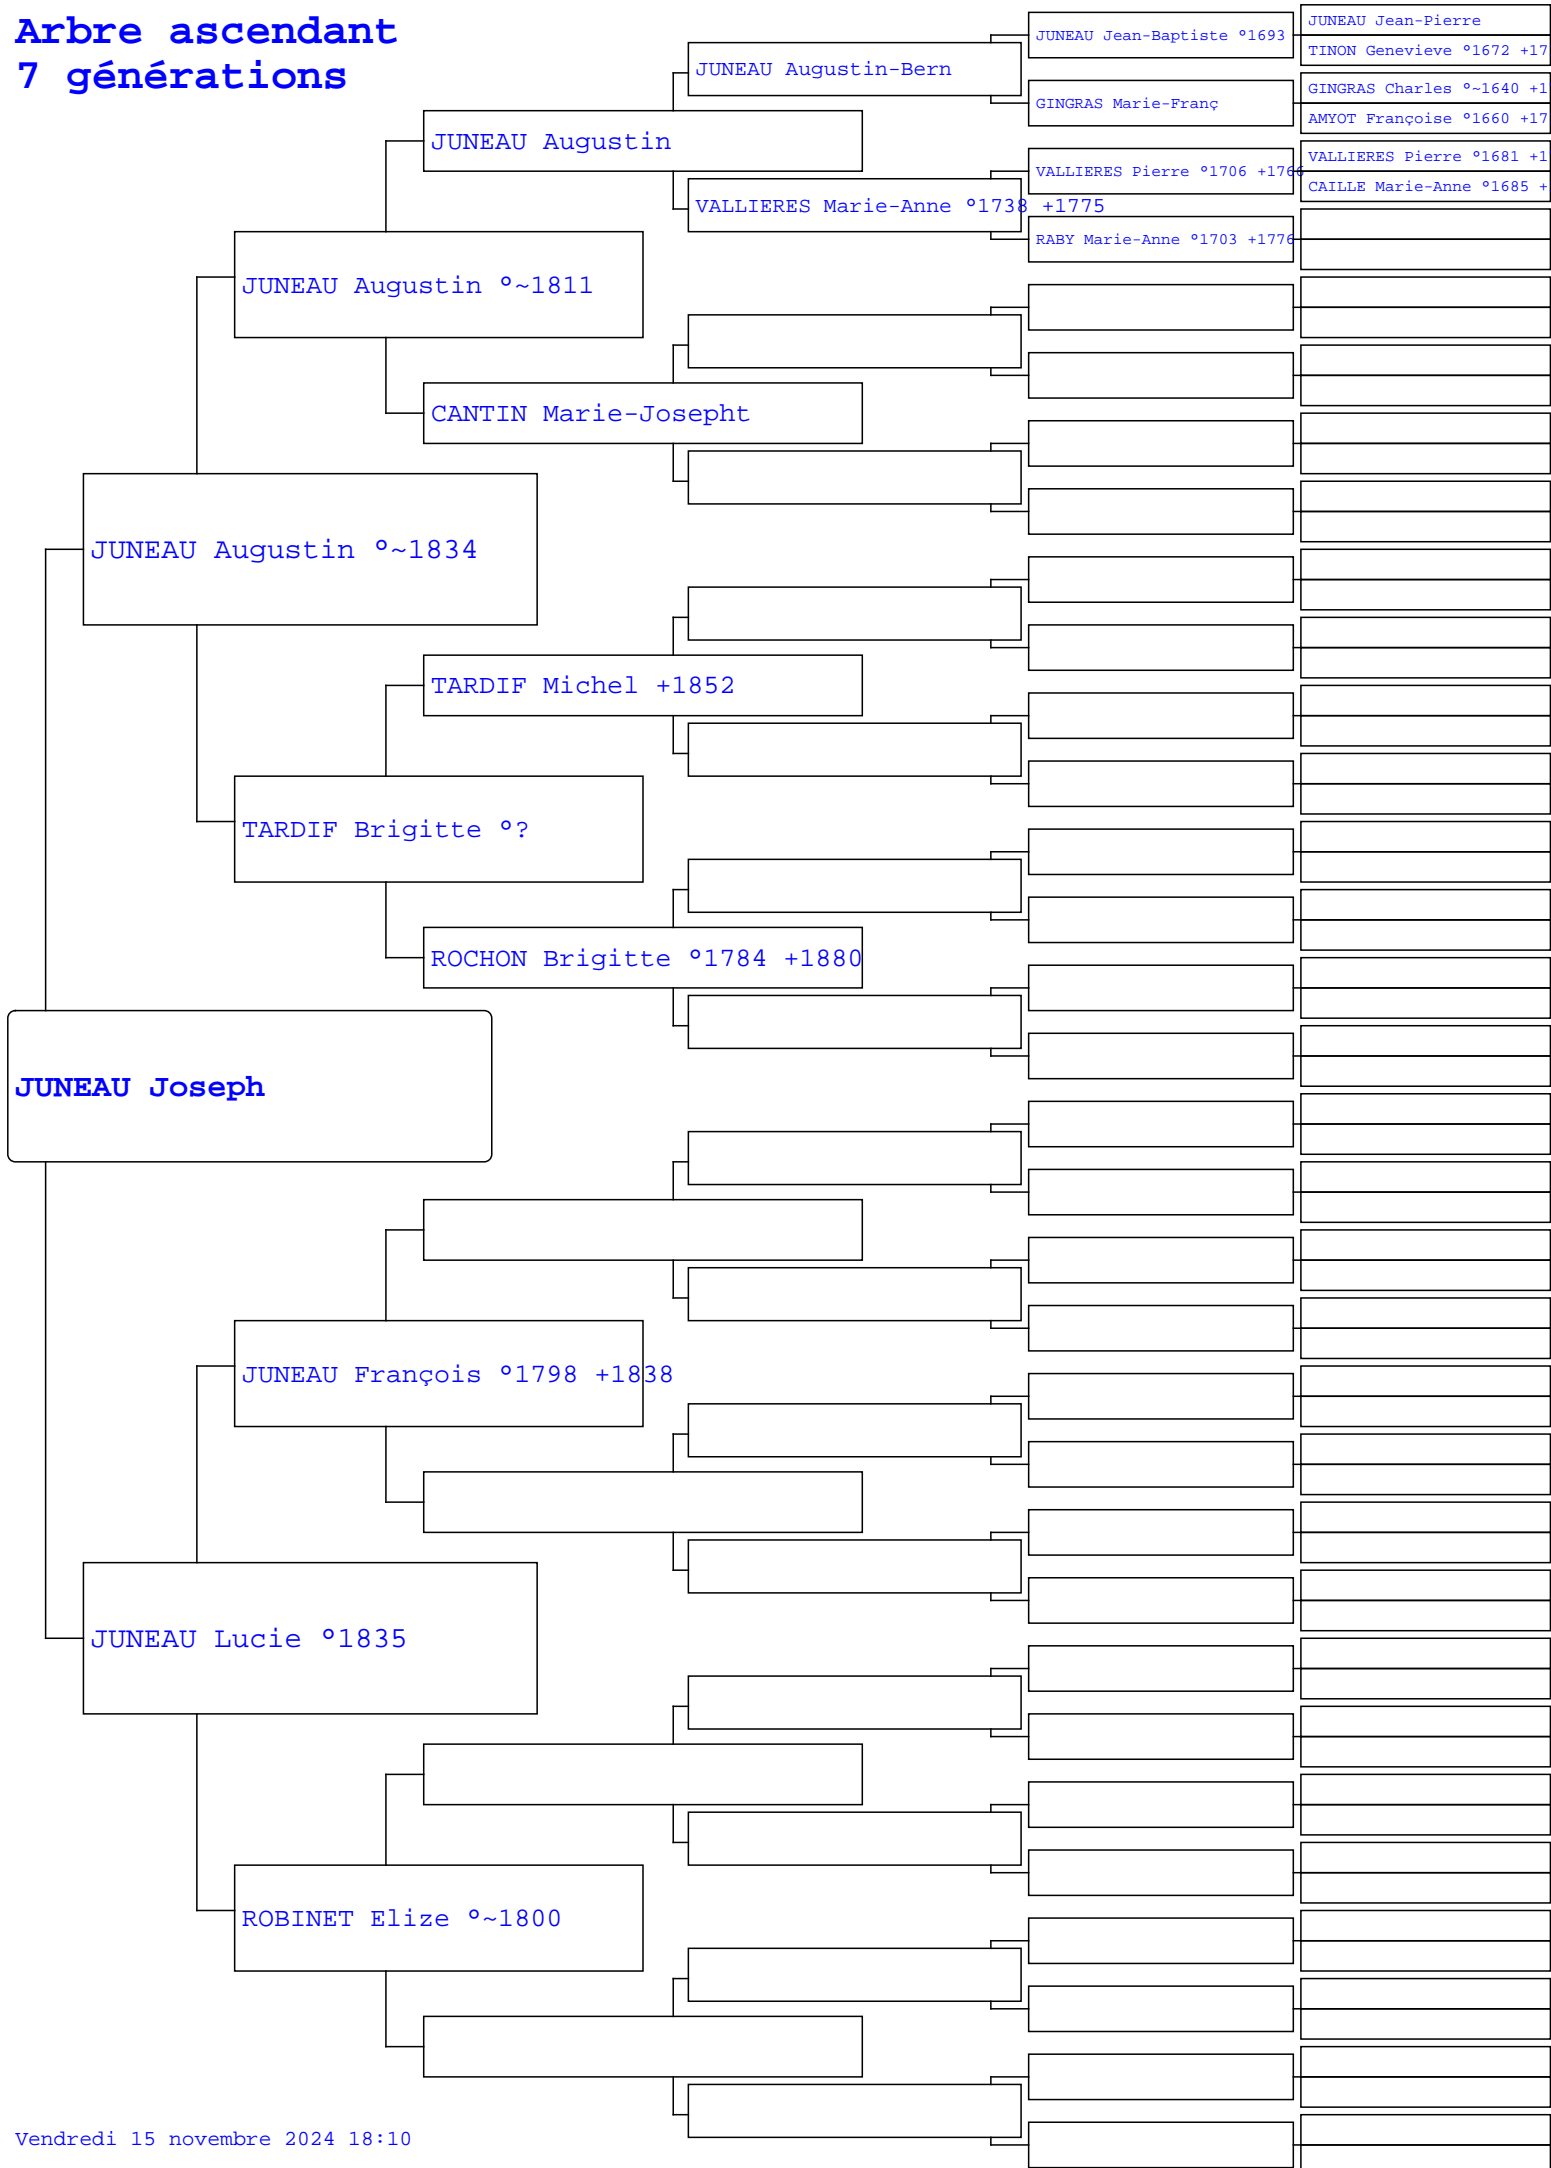 Arbre ascendant
7 générations
JUNEAU Jean-Pierre
TINON Genevieve °1672 +17
JUNEAU Jean-Baptiste °1693
GINGRAS Charles °~1640 +1
AMYOT Françoise °1660 +17
GINGRAS Marie-Franç
JUNEAU Augustin-Bern
JUNEAU Augustin
VALLIERES Pierre °1681 +1
CAILLE Marie-Anne °1685 +
VALLIERES Pierre °1706 +1766
VALLIERES Marie-Anne °1738 +1775
RABY Marie-Anne °1703 +1776
JUNEAU Augustin °~1811
CANTIN Marie-Josepht
JUNEAU Augustin °~1834
TARDIF Michel +1852
TARDIF Brigitte °?
ROCHON Brigitte °1784 +1880
JUNEAU Joseph
JUNEAU François °1798 +1838
JUNEAU Lucie °1835
ROBINET Elize °~1800
Vendredi 15 novembre 2024 18:10